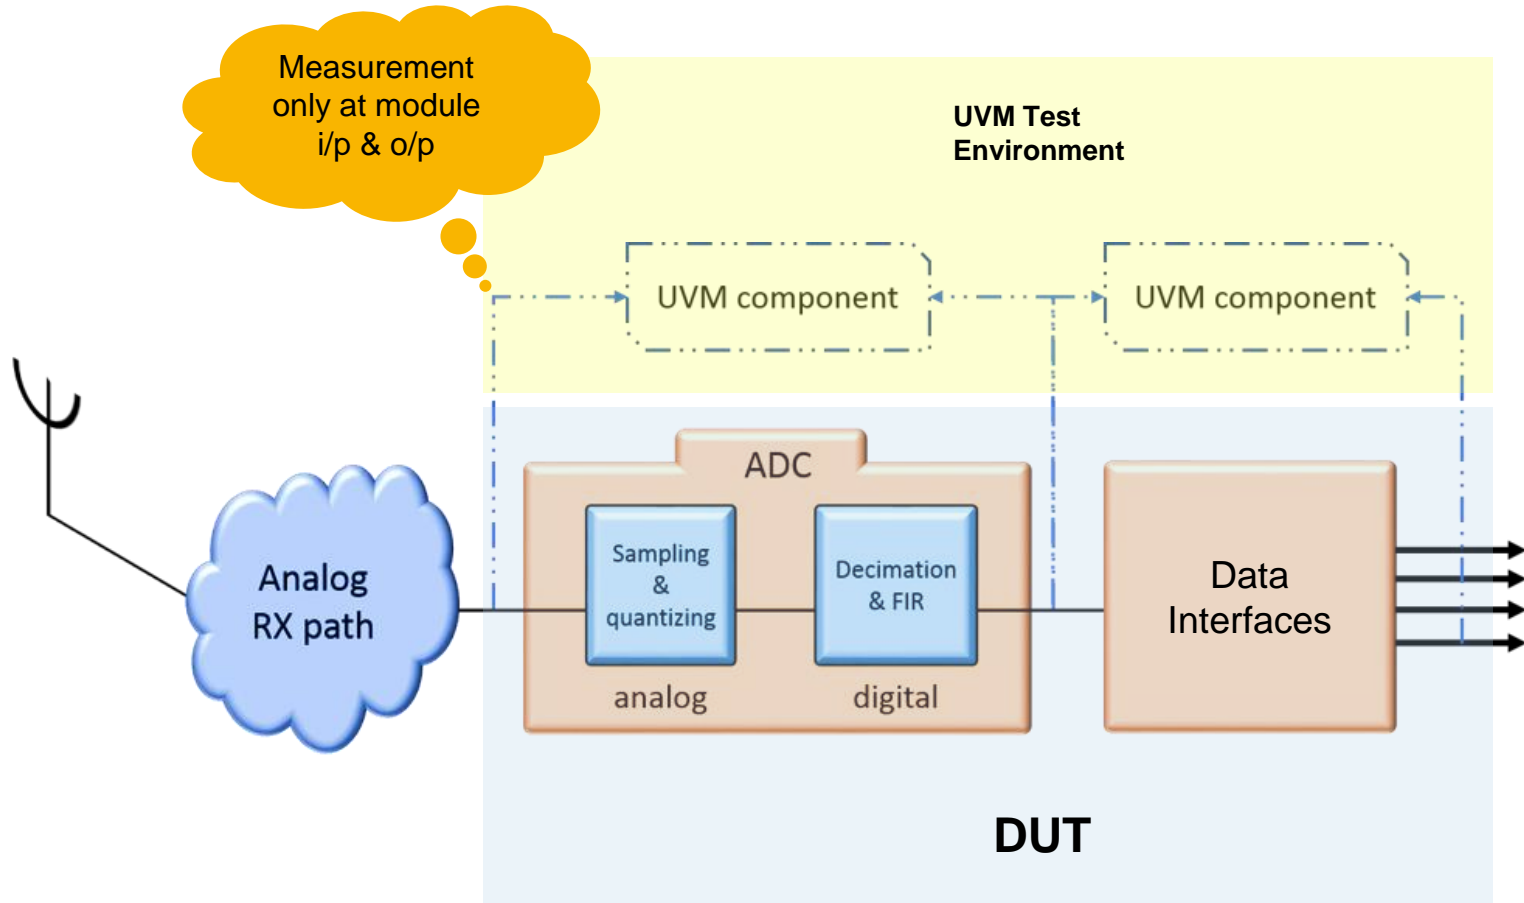 Measurement
only at module
i/p & o/p
UVM Test
Environment
UVM component
UVM component
ADC
Sampling
&
quantizing
Decimation
& FIR
analog
digital
Analog
RX path
Data
Interfaces
DUT